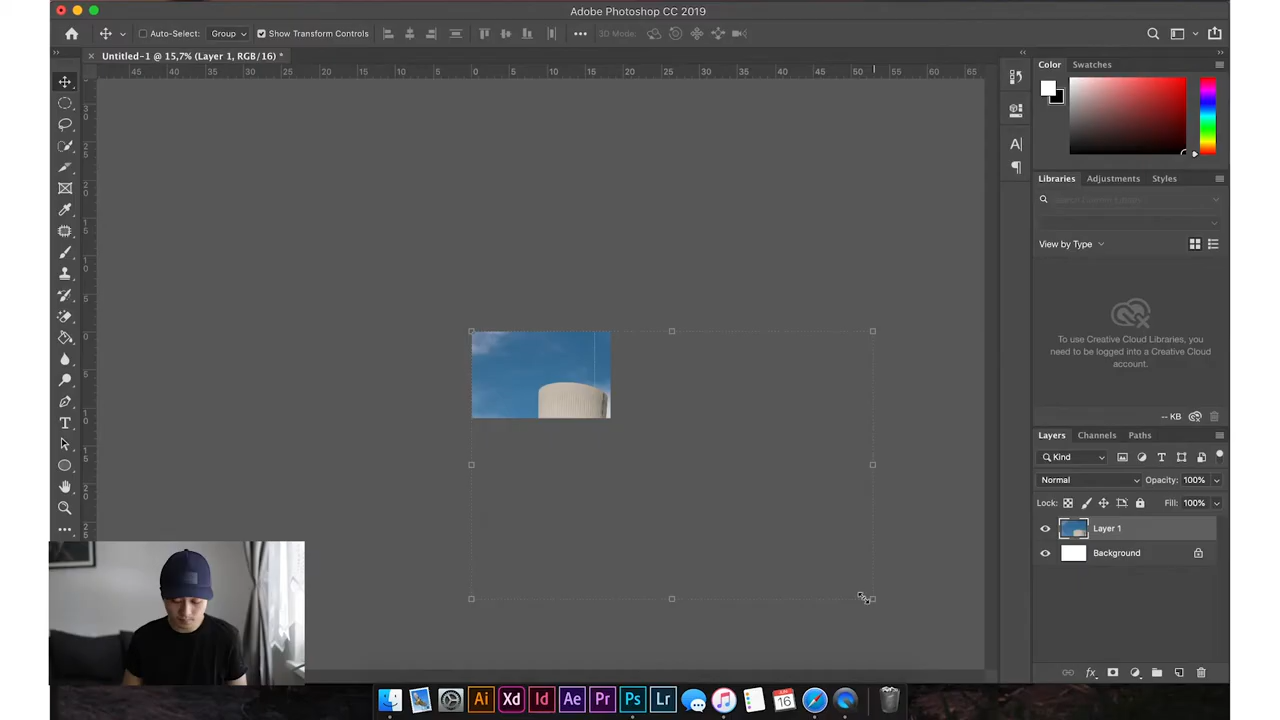 Adobe Photoshop CC 2019
Auto-Select: Group Show Transform Controls 3D Mode:
Untitled-1 @ 15,7% (Layer 1, RGB/16) *
45 40 35 30 25 20 15 10 5 0 5 10 15 20 25 30 35 40 45 50 55 60 65
Color Swatches
Libraries Adjustments Styles
View by Type
To use Creative Cloud Libraries, you
need to be logged into a Creative Cloud
account.
-- KB
Layers Channels Paths
Kind
Normal Opacity: 100%
Lock: Fill: 100%
Layer 1
Background
Ai Xd Id Ae Pr Ps Lr 16